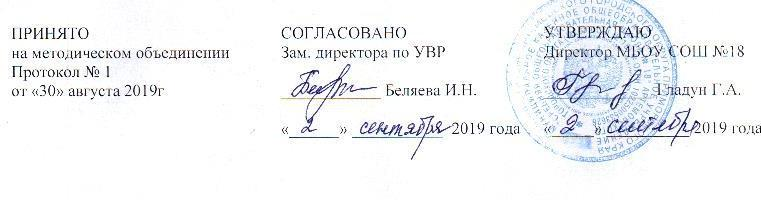 ПРИНЯТО
на методическом объединении
Протокол № 1
от «30» августа 2019г
СОГЛАСОВАНО
Зам. директора по УВР
Беляева И.Н.
« 2 » сентября 2019 года
УТВЕРЖДАЮ
Директор МБОУ СОШ №18
Гладун Г.А.
« 2 » сентября 2019 года